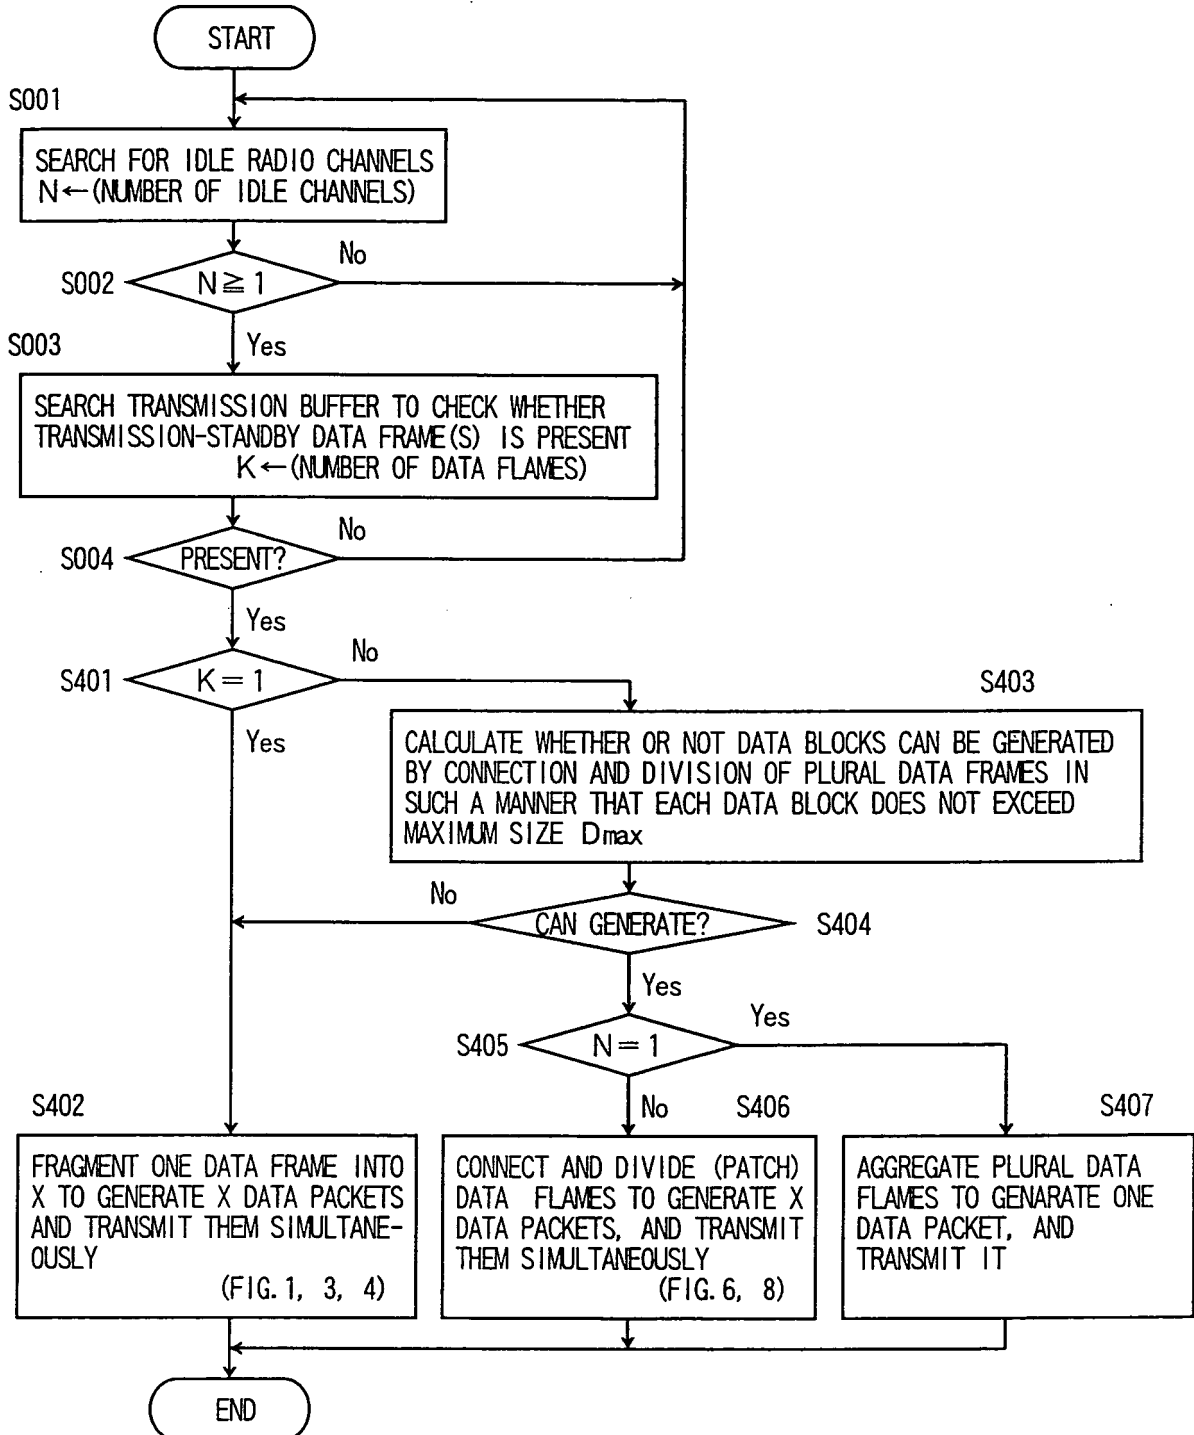 START
S001
SEARCH FOR IDLE RADIO CHANNELS
N←(NUMBER OF IDLE CHANNELS)
No
S002
N≧1
Yes
S003
SEARCH TRANSMISSION BUFFER TO CHECK WHETHER
TRANSMISSION-STANDBY DATA FRAME(S) IS PRESENT
K←(NUMBER OF DATA FLAMES)
No
S004
PRESENT?
Yes
No
S401
K=1
S403
Yes
CALCULATE WHETHER OR NOT DATA BLOCKS CAN BE GENERATED
BY CONNECTION AND DIVISION OF PLURAL DATA FRAMES IN
SUCH A MANNER THAT EACH DATA BLOCK DOES NOT EXCEED
MAXIMUM SIZE Dmax
No
CAN GENERATE?
S404
Yes
Yes
S405
N=1
No
S402
FRAGMENT ONE DATA FRAME INTO
X TO GENERATE X DATA PACKETS
AND TRANSMIT THEM SIMULTANE-
OUSLY
(FIG. 1, 3, 4)
S406
CONNECT AND DIVIDE (PATCH)
DATA FLAMES TO GENERATE X
DATA PACKETS, AND TRANSMIT
THEM SIMULTANEOUSLY
(FIG. 6, 8)
S407
AGGREGATE PLURAL DATA
FLAMES TO GENARATE ONE
DATA PACKET, AND
TRANSMIT IT
END